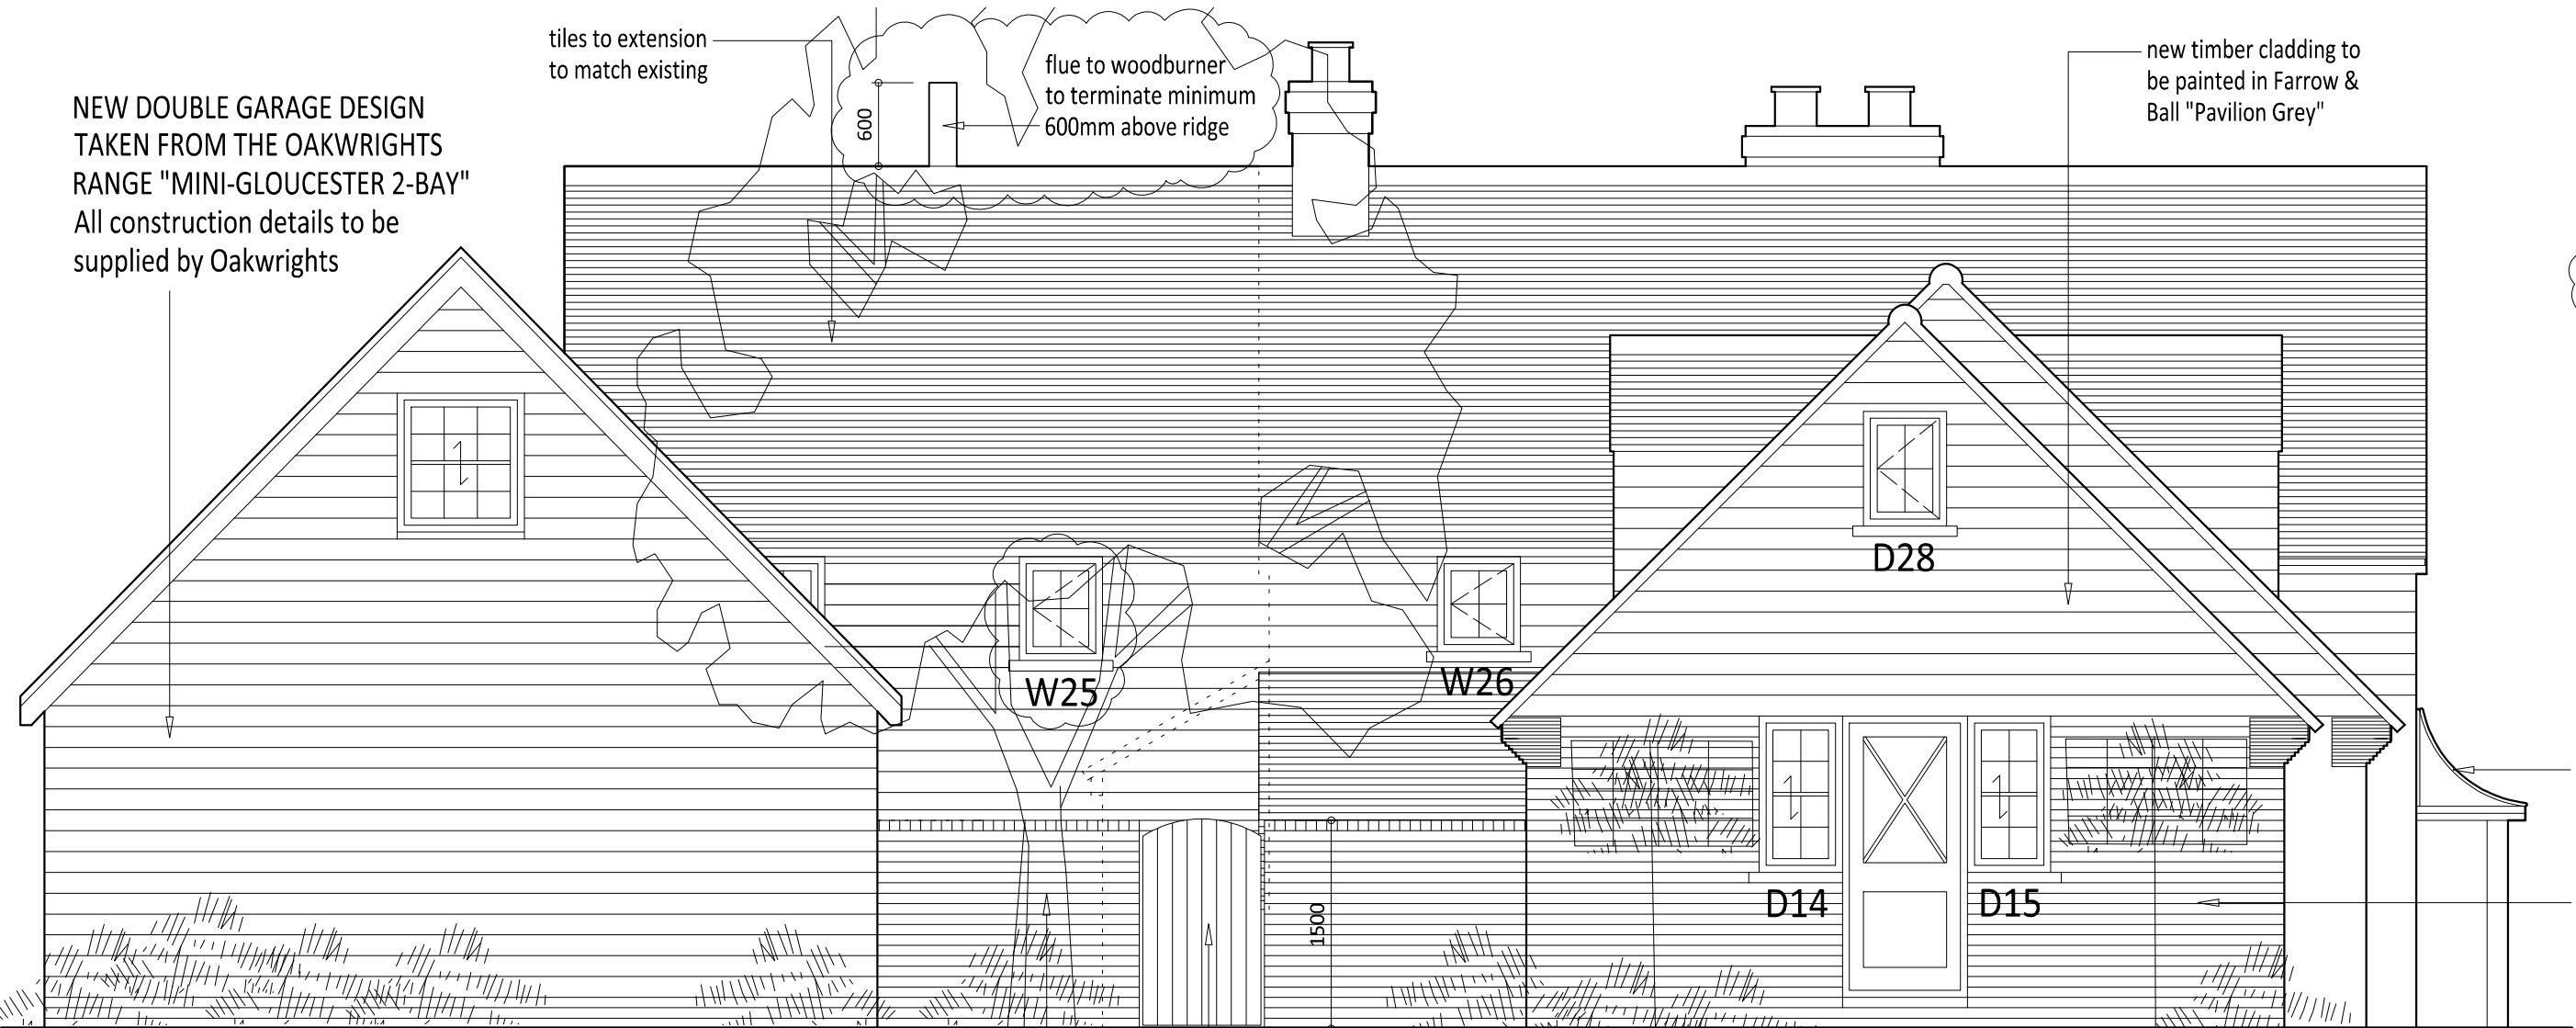 tiles to extension
to match existing
NEW DOUBLE GARAGE DESIGN
TAKEN FROM THE OAKWRIGHTS
RANGE "MINI-GLOUCESTER 2-BAY"
All construction details to be
supplied by Oakwrights
600
flue to woodburner
to terminate minimum
600mm above ridge
new timber cladding to
be painted in Farrow &
Ball "Pavilion Grey"
D28
W25
W26
D14
D15
1500